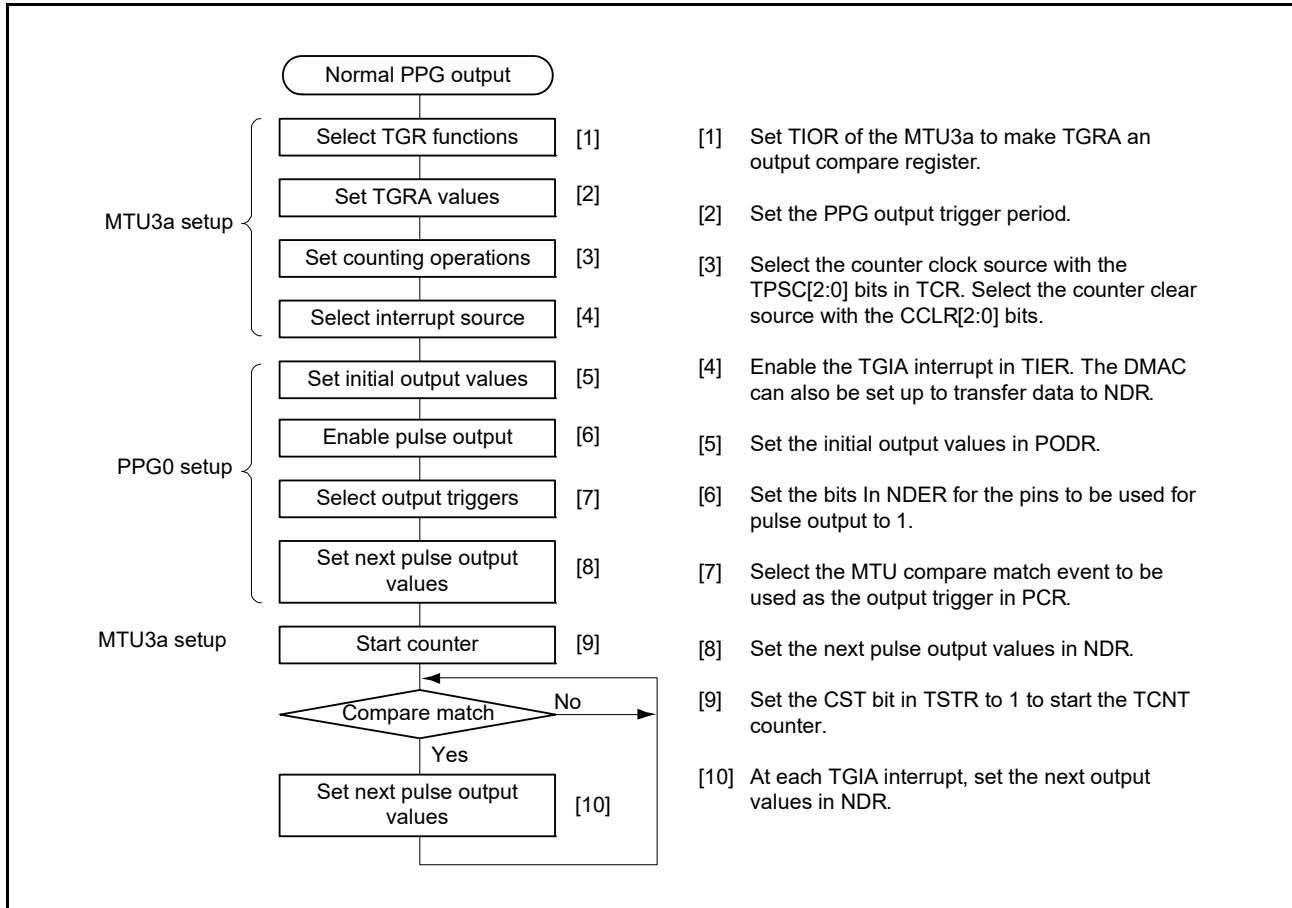 Normal PPG output
Select TGR functions [1]
Set TGRA values [2]
MTU3a setup
Set counting operations [3]
Select interrupt source [4]
Set initial output values [5]
Enable pulse output [6]
PPG0 setup
Select output triggers [7]
Set next pulse output
values
[8]
MTU3a setup
Start counter [9]
Compare match
No
Yes
Set next pulse output
values
[10]
[1] Set TIOR of the MTU3a to make TGRA an
output compare register.
[2] Set the PPG output trigger period.
[3] Select the counter clock source with the
TPSC[2:0] bits in TCR. Select the counter clear
source with the CCLR[2:0] bits.
[4] Enable the TGIA interrupt in TIER. The DMAC
can also be set up to transfer data to NDR.
[5] Set the initial output values in PODR.
[6] Set the bits In NDER for the pins to be used for
pulse output to 1.
[7] Select the MTU compare match event to be
used as the output trigger in PCR.
[8] Set the next pulse output values in NDR.
[9] Set the CST bit in TSTR to 1 to start the TCNT
counter.
[10] At each TGIA interrupt, set the next output
values in NDR.